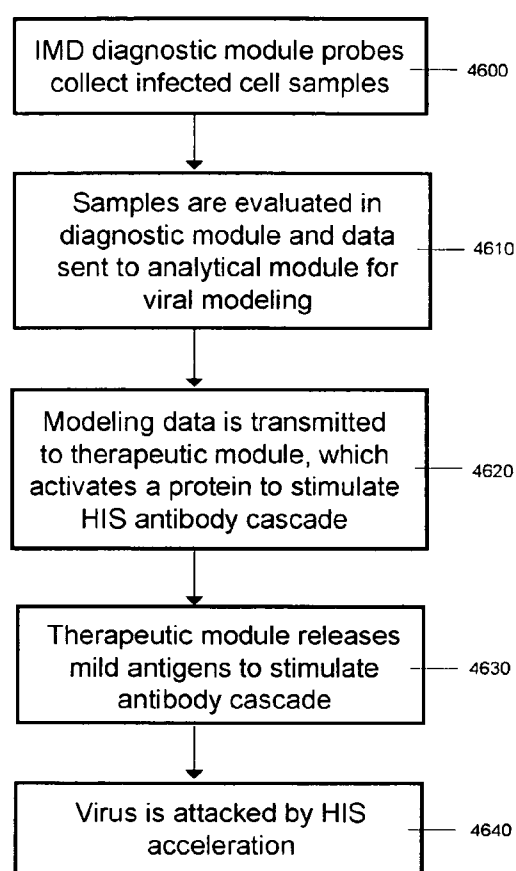 IMD diagnostic module probes
collect infected cell samples
4600
Samples are evaluated in
diagnostic module and data
sent to analytical module for
viral modeling
4610
Modeling data is transmitted
to therapeutic module, which
activates a protein to stimulate
HIS antibody cascade
4620
Therapeutic module releases
mild antigens to stimulate
antibody cascade
4630
Virus is attacked by HIS
acceleration
4640